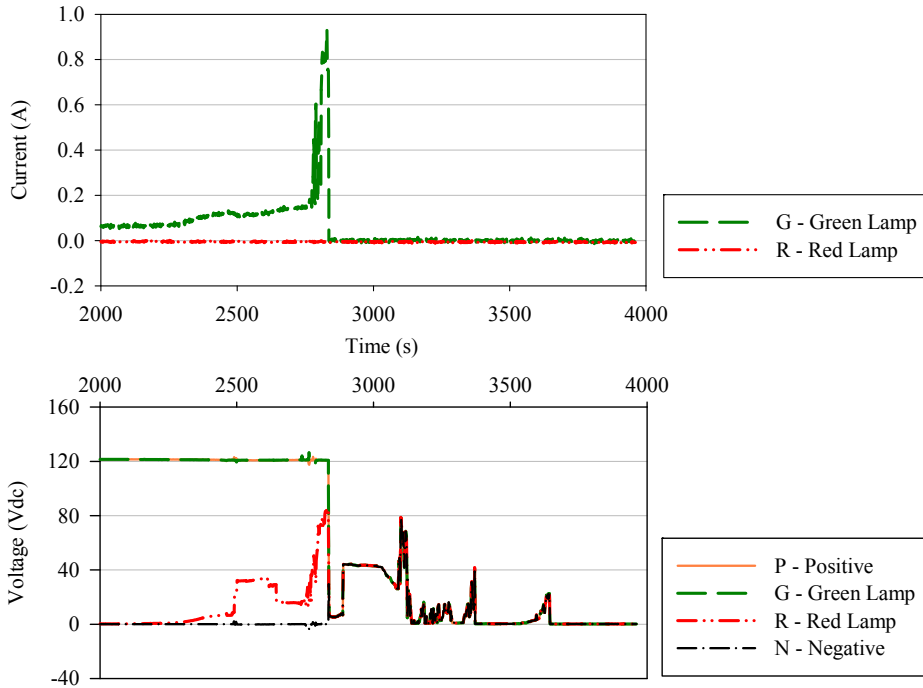 1.0
0.8
0.6
0.4
0.2
0.0
-0.2
Current (A)
2000 2500 3000 3500 4000
Time (s)
G - Green Lamp
R - Red Lamp
2000 2500 3000 3500 4000
160
120
80
40
0
-40
Voltage (Vdc)
P - Positive
G - Green Lamp
R - Red Lamp
N - Negative